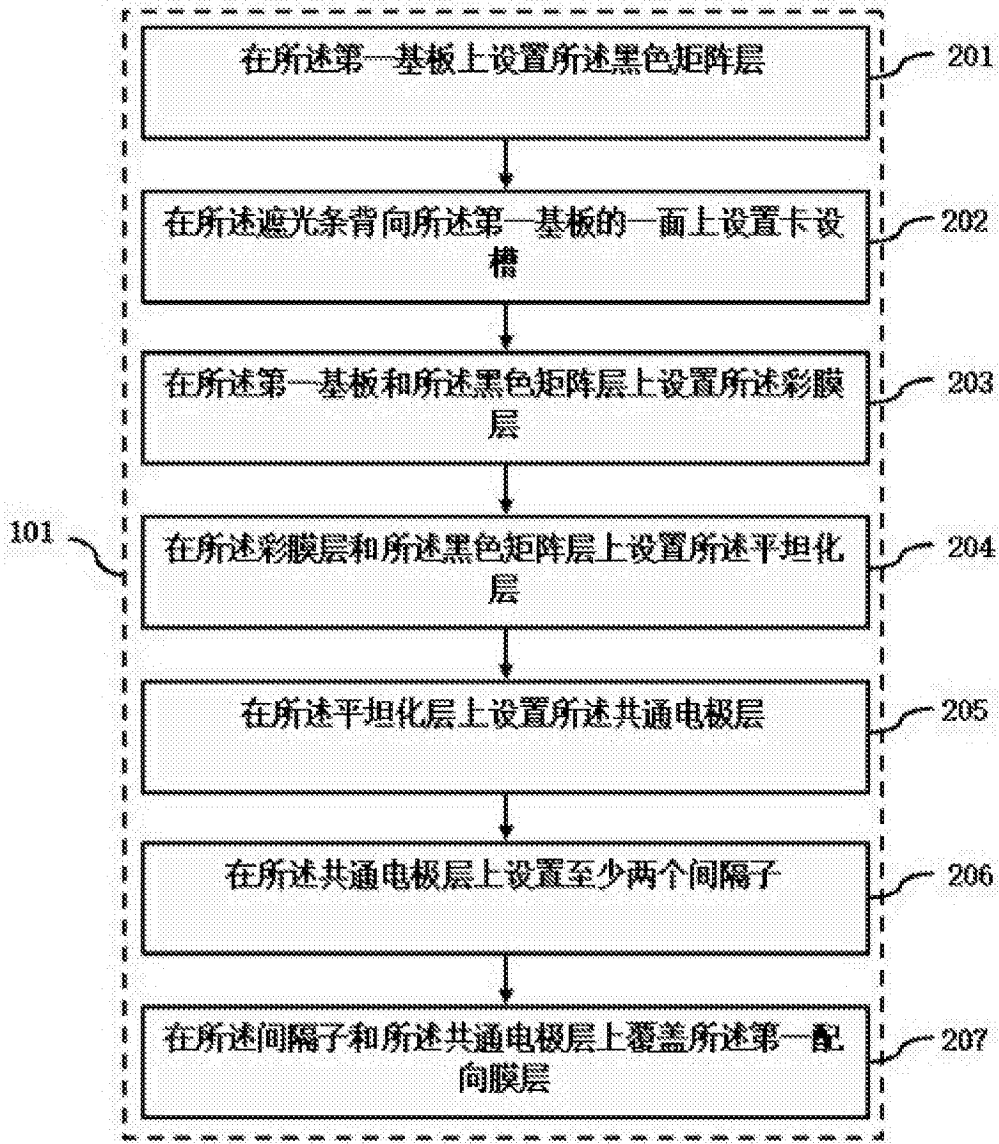 在所述第一基板上设置所述黑色矩阵层
201
在所述遮光条背向所述第一基板的一面上设置卡设
槽
202
在所述第一基板和所述黑色矩阵层上设置所述彩膜
层
203
101
在所述彩膜层和所述黑色矩阵层上设置所述平坦化
层
204
在所述平坦化层上设置所述共通电极层
205
在所述共通电极层上设置至少两个间隔子
206
在所述间隔子和所述共通电极层上覆盖所述第一配
向膜层
207